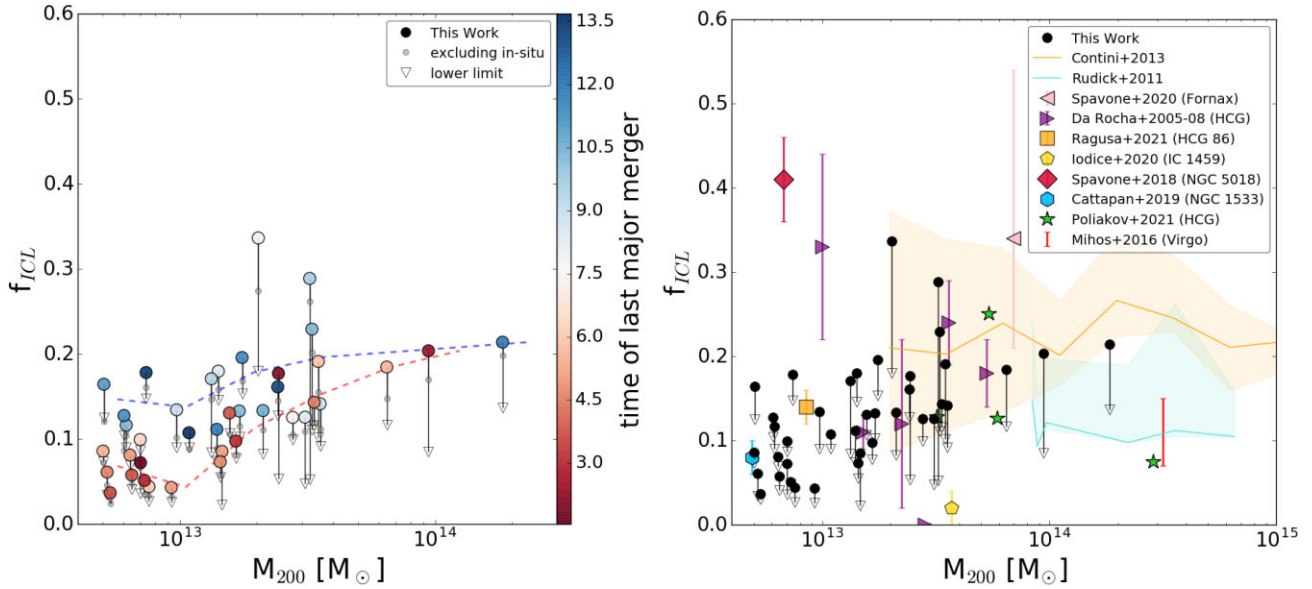 0.6
0.5
0.4
0.3
0.2
0.1
0.0
f_ICL
10^13
10^14
M_200 [M_⊙]
This Work
excluding in-situ
lower limit
13.5
12.0
10.5
9.0
7.5
6.0
4.5
3.0
time of last major merger
0.6
0.5
0.4
0.3
0.2
0.1
0.0
f_ICL
10^13
10^14
10^15
M_200 [M_⊙]
This Work
Contini+2013
Rudick+2011
Spavone+2020 (Fornax)
Da Rocha+2005-08 (HCG)
Ragusa+2021 (HCG 86)
Iodice+2020 (IC 1459)
Spavone+2018 (NGC 5018)
Cattapan+2019 (NGC 1533)
Poliakov+2021 (HCG)
Mihos+2016 (Virgo)